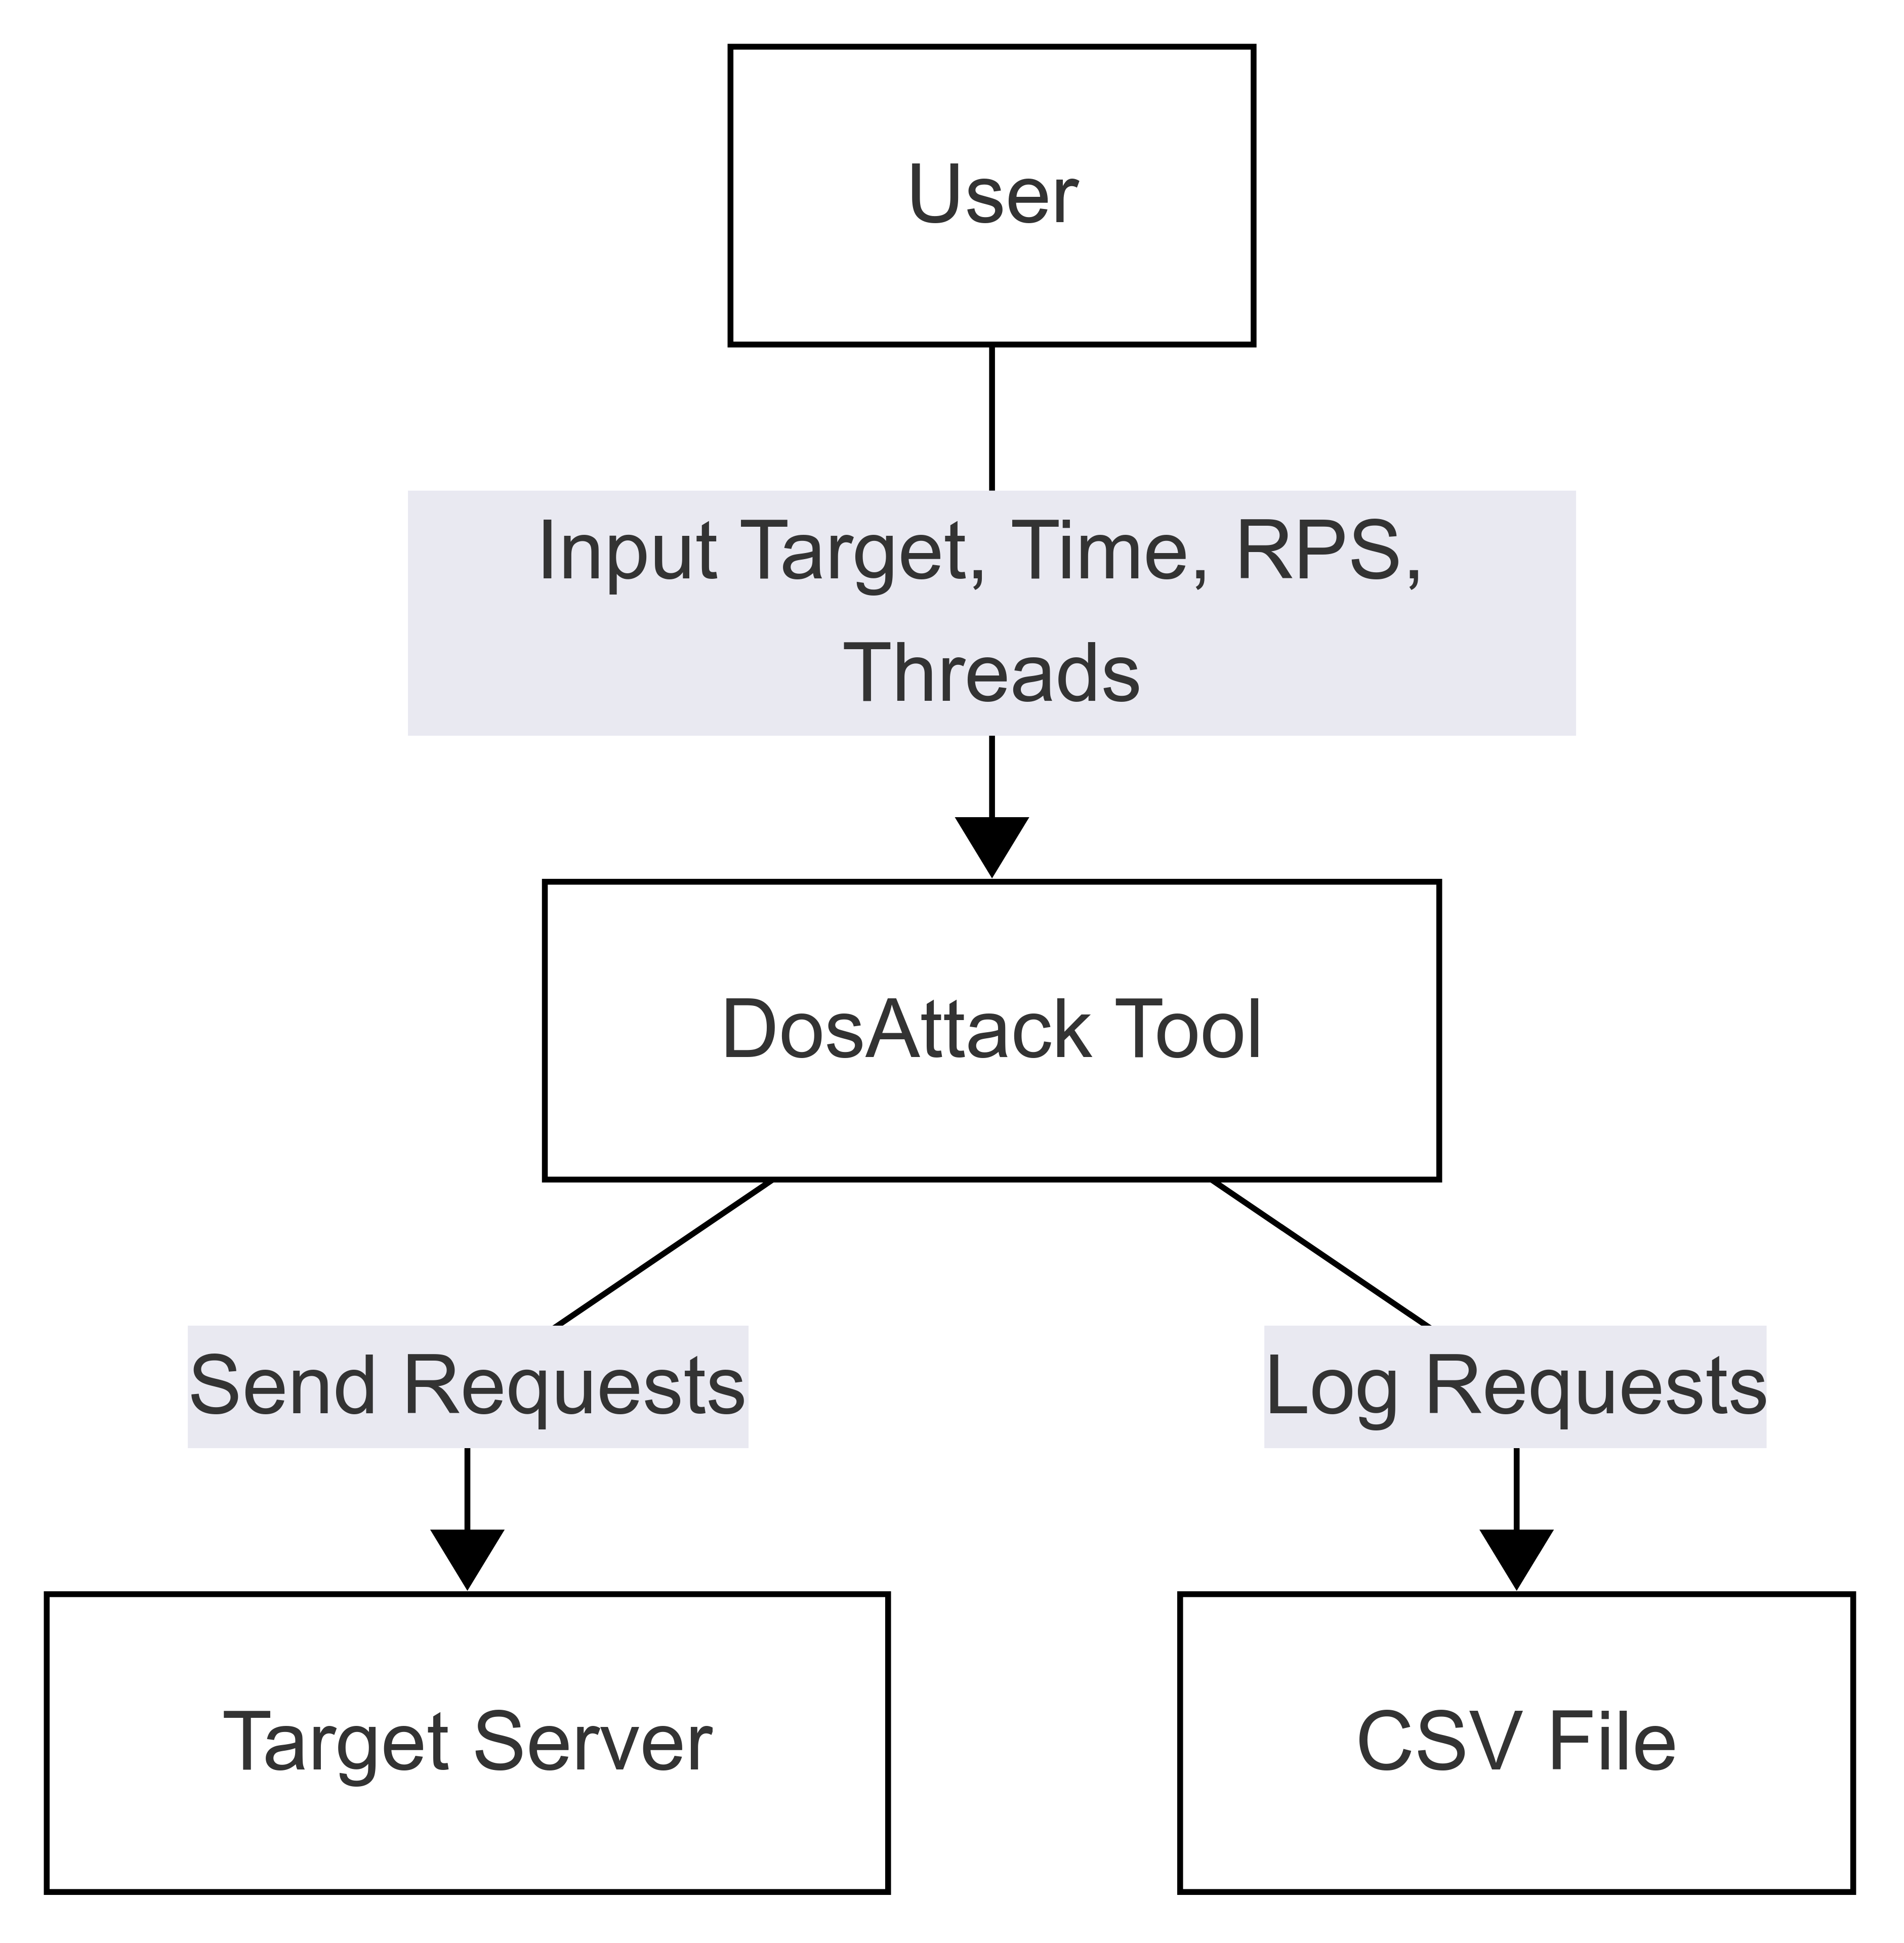 User
Input Target, Time, RPS,
Threads
DosAttack Tool
Send Requests
Log Requests
Target Server
CSV File